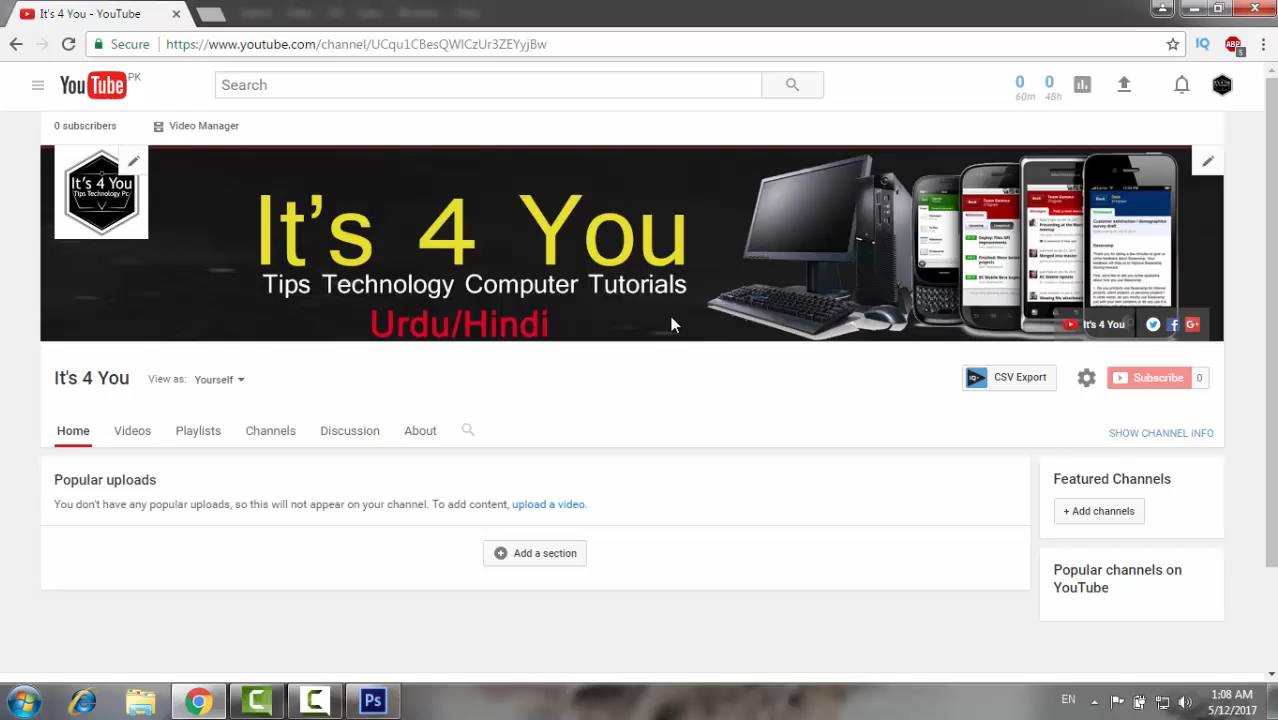 It's 4 You - YouTube
Secure
https://www.youtube.com/channel/UCqu1CBesQWlCzUr3ZEYyjBw
IQ
ABP
5
YouTube PK
Search
0 0
60m 48h
0 subscribers
Video Manager
It's 4 You
Tips Technology Pc
It's 4 You
Tips Technology Computer Tutorials
Urdu/Hindi
It's 4 You
It's 4 You
View as: Yourself
CSV Export
Subscribe 0
Home
Videos
Playlists
Channels
Discussion
About
SHOW CHANNEL INFO
Popular uploads
You don't have any popular uploads, so this will not appear on your channel. To add content, upload a video.
Add a section
Featured Channels
+ Add channels
Popular channels on
YouTube
Ps
EN
1:08 AM
5/12/2017